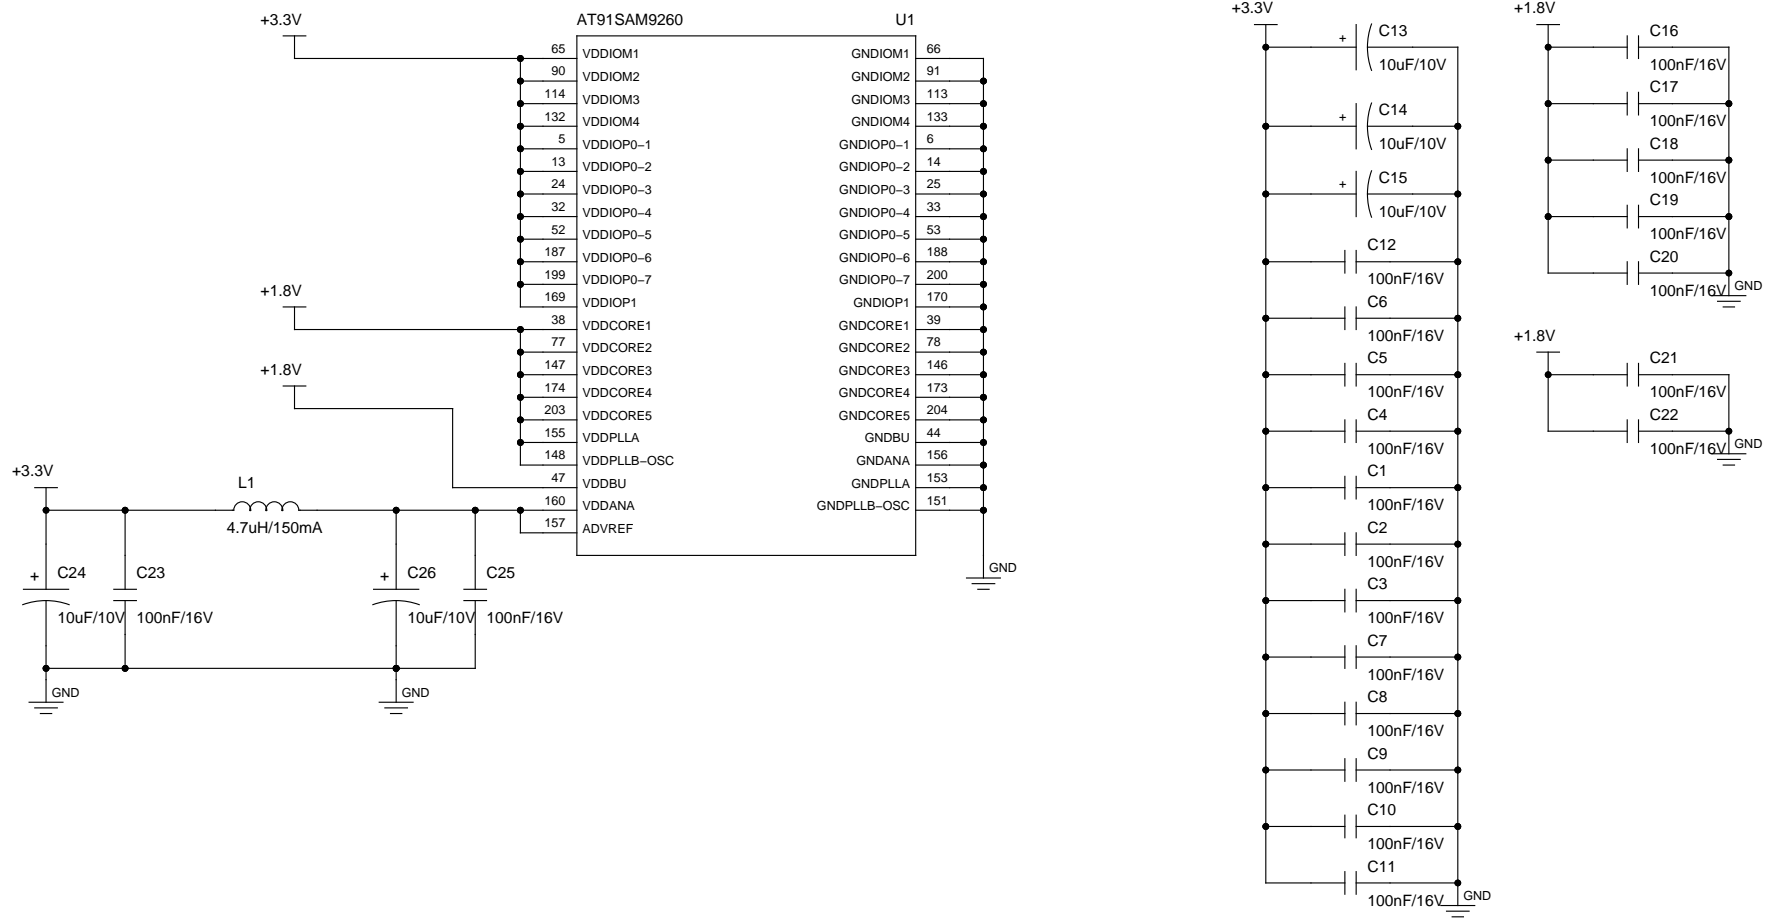 +3.3V
AT91SAM9260 U1
65 VDDIOM1 GNDIOM1 66
90 VDDIOM2 GNDIOM2 91
114 VDDIOM3 GNDIOM3 113
132 VDDIOM4 GNDIOM4 133
5 VDDIOP0-1 GNDIOP0-1 6
13 VDDIOP0-2 GNDIOP0-2 14
24 VDDIOP0-3 GNDIOP0-3 25
32 VDDIOP0-4 GNDIOP0-4 33
52 VDDIOP0-5 GNDIOP0-5 53
187 VDDIOP0-6 GNDIOP0-6 188
199 VDDIOP0-7 GNDIOP0-7 200
+1.8V
169 VDDIOP1 GNDIOP1 170
38 VDDCORE1 GNDCORE1 39
77 VDDCORE2 GNDCORE2 78
+1.8V
147 VDDCORE3 GNDCORE3 146
174 VDDCORE4 GNDCORE4 173
203 VDDCORE5 GNDCORE5 204
155 VDDPLLA GNDBU 44
148 VDDPLLB-OSC GNDANA 156
47 VDDBU GNDPLLA 153
160 VDDANA GNDPLLB-OSC 151
157 ADVREF
GND
+3.3V
L1
4.7uH/150mA
+ C24
10uF/10V
C23
100nF/16V
+ C26
10uF/10V
C25
100nF/16V
GND
GND
+3.3V
+ C13
10uF/10V
+ C14
10uF/10V
+ C15
10uF/10V
C12
100nF/16V
C6
100nF/16V
C5
100nF/16V
C4
100nF/16V
C1
100nF/16V
C2
100nF/16V
C3
100nF/16V
C7
100nF/16V
C8
100nF/16V
C9
100nF/16V
C10
100nF/16V
C11
100nF/16V
GND
+1.8V
C16
100nF/16V
C17
100nF/16V
C18
100nF/16V
C19
100nF/16V
C20
100nF/16V
GND
+1.8V
C21
100nF/16V
C22
100nF/16V
GND